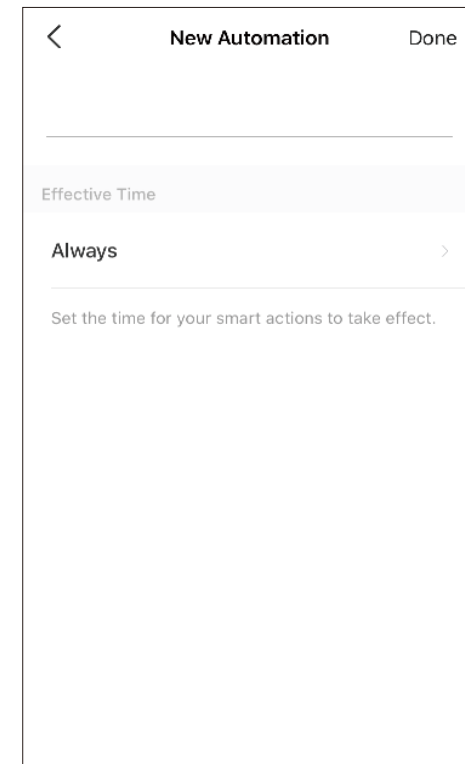 New Automation Done
Effective Time
Always
Set the time for your smart actions to take effect.